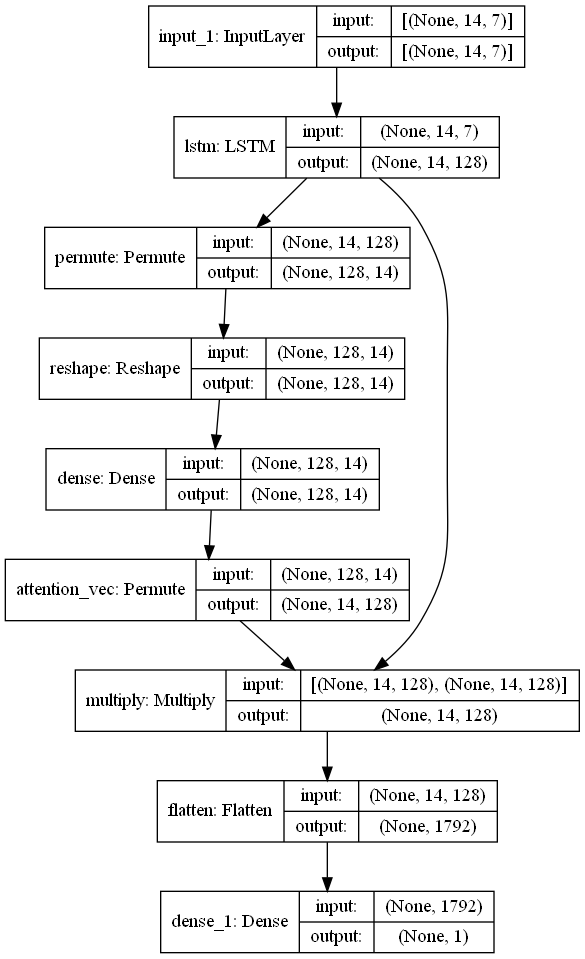 input_1: InputLayer
input:
[(None, 14, 7)]
output:
[(None, 14, 7)]
lstm: LSTM
input:
(None, 14, 7)
output:
(None, 14, 128)
permute: Permute
input:
(None, 14, 128)
output:
(None, 128, 14)
reshape: Reshape
input:
(None, 128, 14)
output:
(None, 128, 14)
dense: Dense
input:
(None, 128, 14)
output:
(None, 128, 14)
attention_vec: Permute
input:
(None, 128, 14)
output:
(None, 14, 128)
multiply: Multiply
input:
[(None, 14, 128), (None, 14, 128)]
output:
(None, 14, 128)
flatten: Flatten
input:
(None, 14, 128)
output:
(None, 1792)
dense_1: Dense
input:
(None, 1792)
output:
(None, 1)